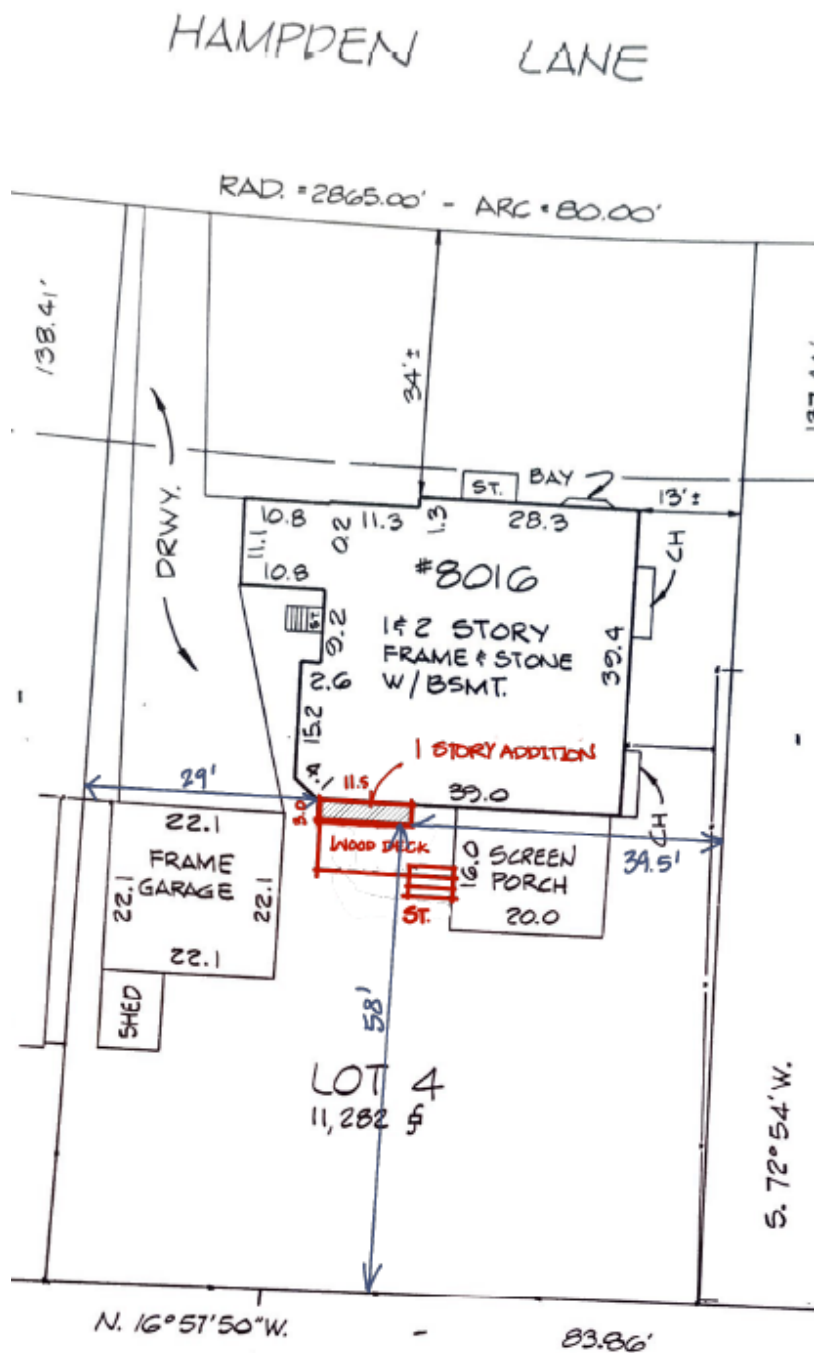 HAMPDEN LANE
RAD. = 2865.00' - ARC = 80.00'
138.41'
34'±
DRWY.
ST.
BAY
13'±
10.8
0.2
11.3
1.3
28.3
11.1
10.8
#8016
CH
ST.
9.2
1 & 2 STORY
FRAME & STONE
W/BSMT.
39.4
2.6
15.2
1 STORY ADDITION
29'
4.1
11.5
39.0
3.0
CH
22.1
WOOD DECK
16.0
SCREEN
PORCH
39.5'
FRAME
GARAGE
22.1
22.1
ST.
20.0
22.1
SHED
58'
LOT 4
11,282
S. 72°54'W.
N. 16°57'50"W.
-
83.86'